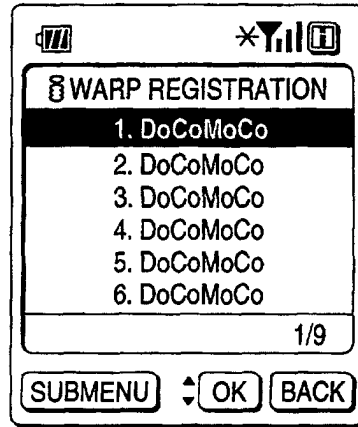 WARP REGISTRATION
1. DoCoMoCo
2. DoCoMoCo
3. DoCoMoCo
4. DoCoMoCo
5. DoCoMoCo
6. DoCoMoCo
1/9
SUBMENU OK BACK